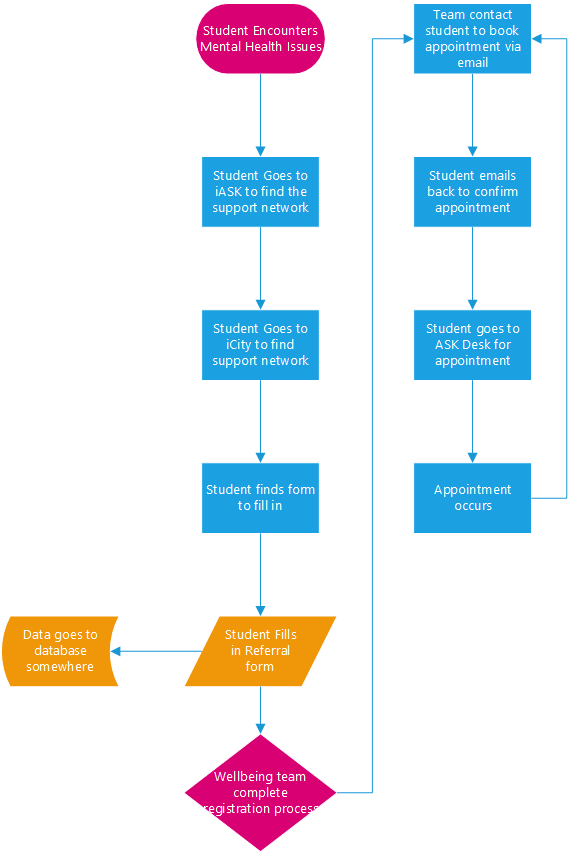 Student Encounters
Mental Health Issues
Student Goes to
iASK to find the
support network
Student Goes to
iCity to find
support network
Student finds form
to fill in
Student Fills
in Referral
form
Data goes to
database
somewhere
Wellbeing team
complete
registration process
Team contact
student to book
appointment via
email
Student emails
back to confirm
appointment
Student goes to
ASK Desk for
appointment
Appointment
occurs